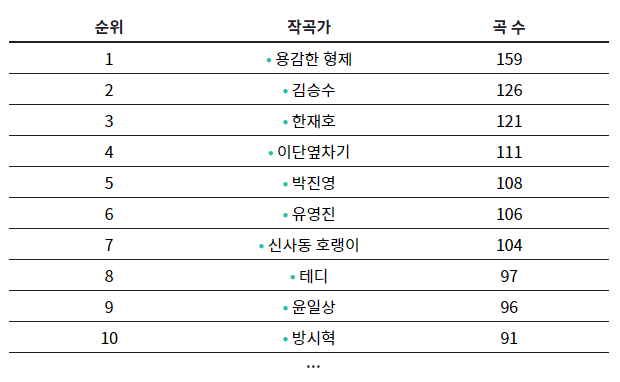 순위 작곡가 곡 수
1 • 용감한 형제 159
2 • 김승수 126
3 • 한재호 121
4 • 이단옆차기 111
5 • 박진영 108
6 • 유영진 106
7 • 신사동 호랭이 104
8 • 테디 97
9 • 윤일상 96
10 • 방시혁 91
...